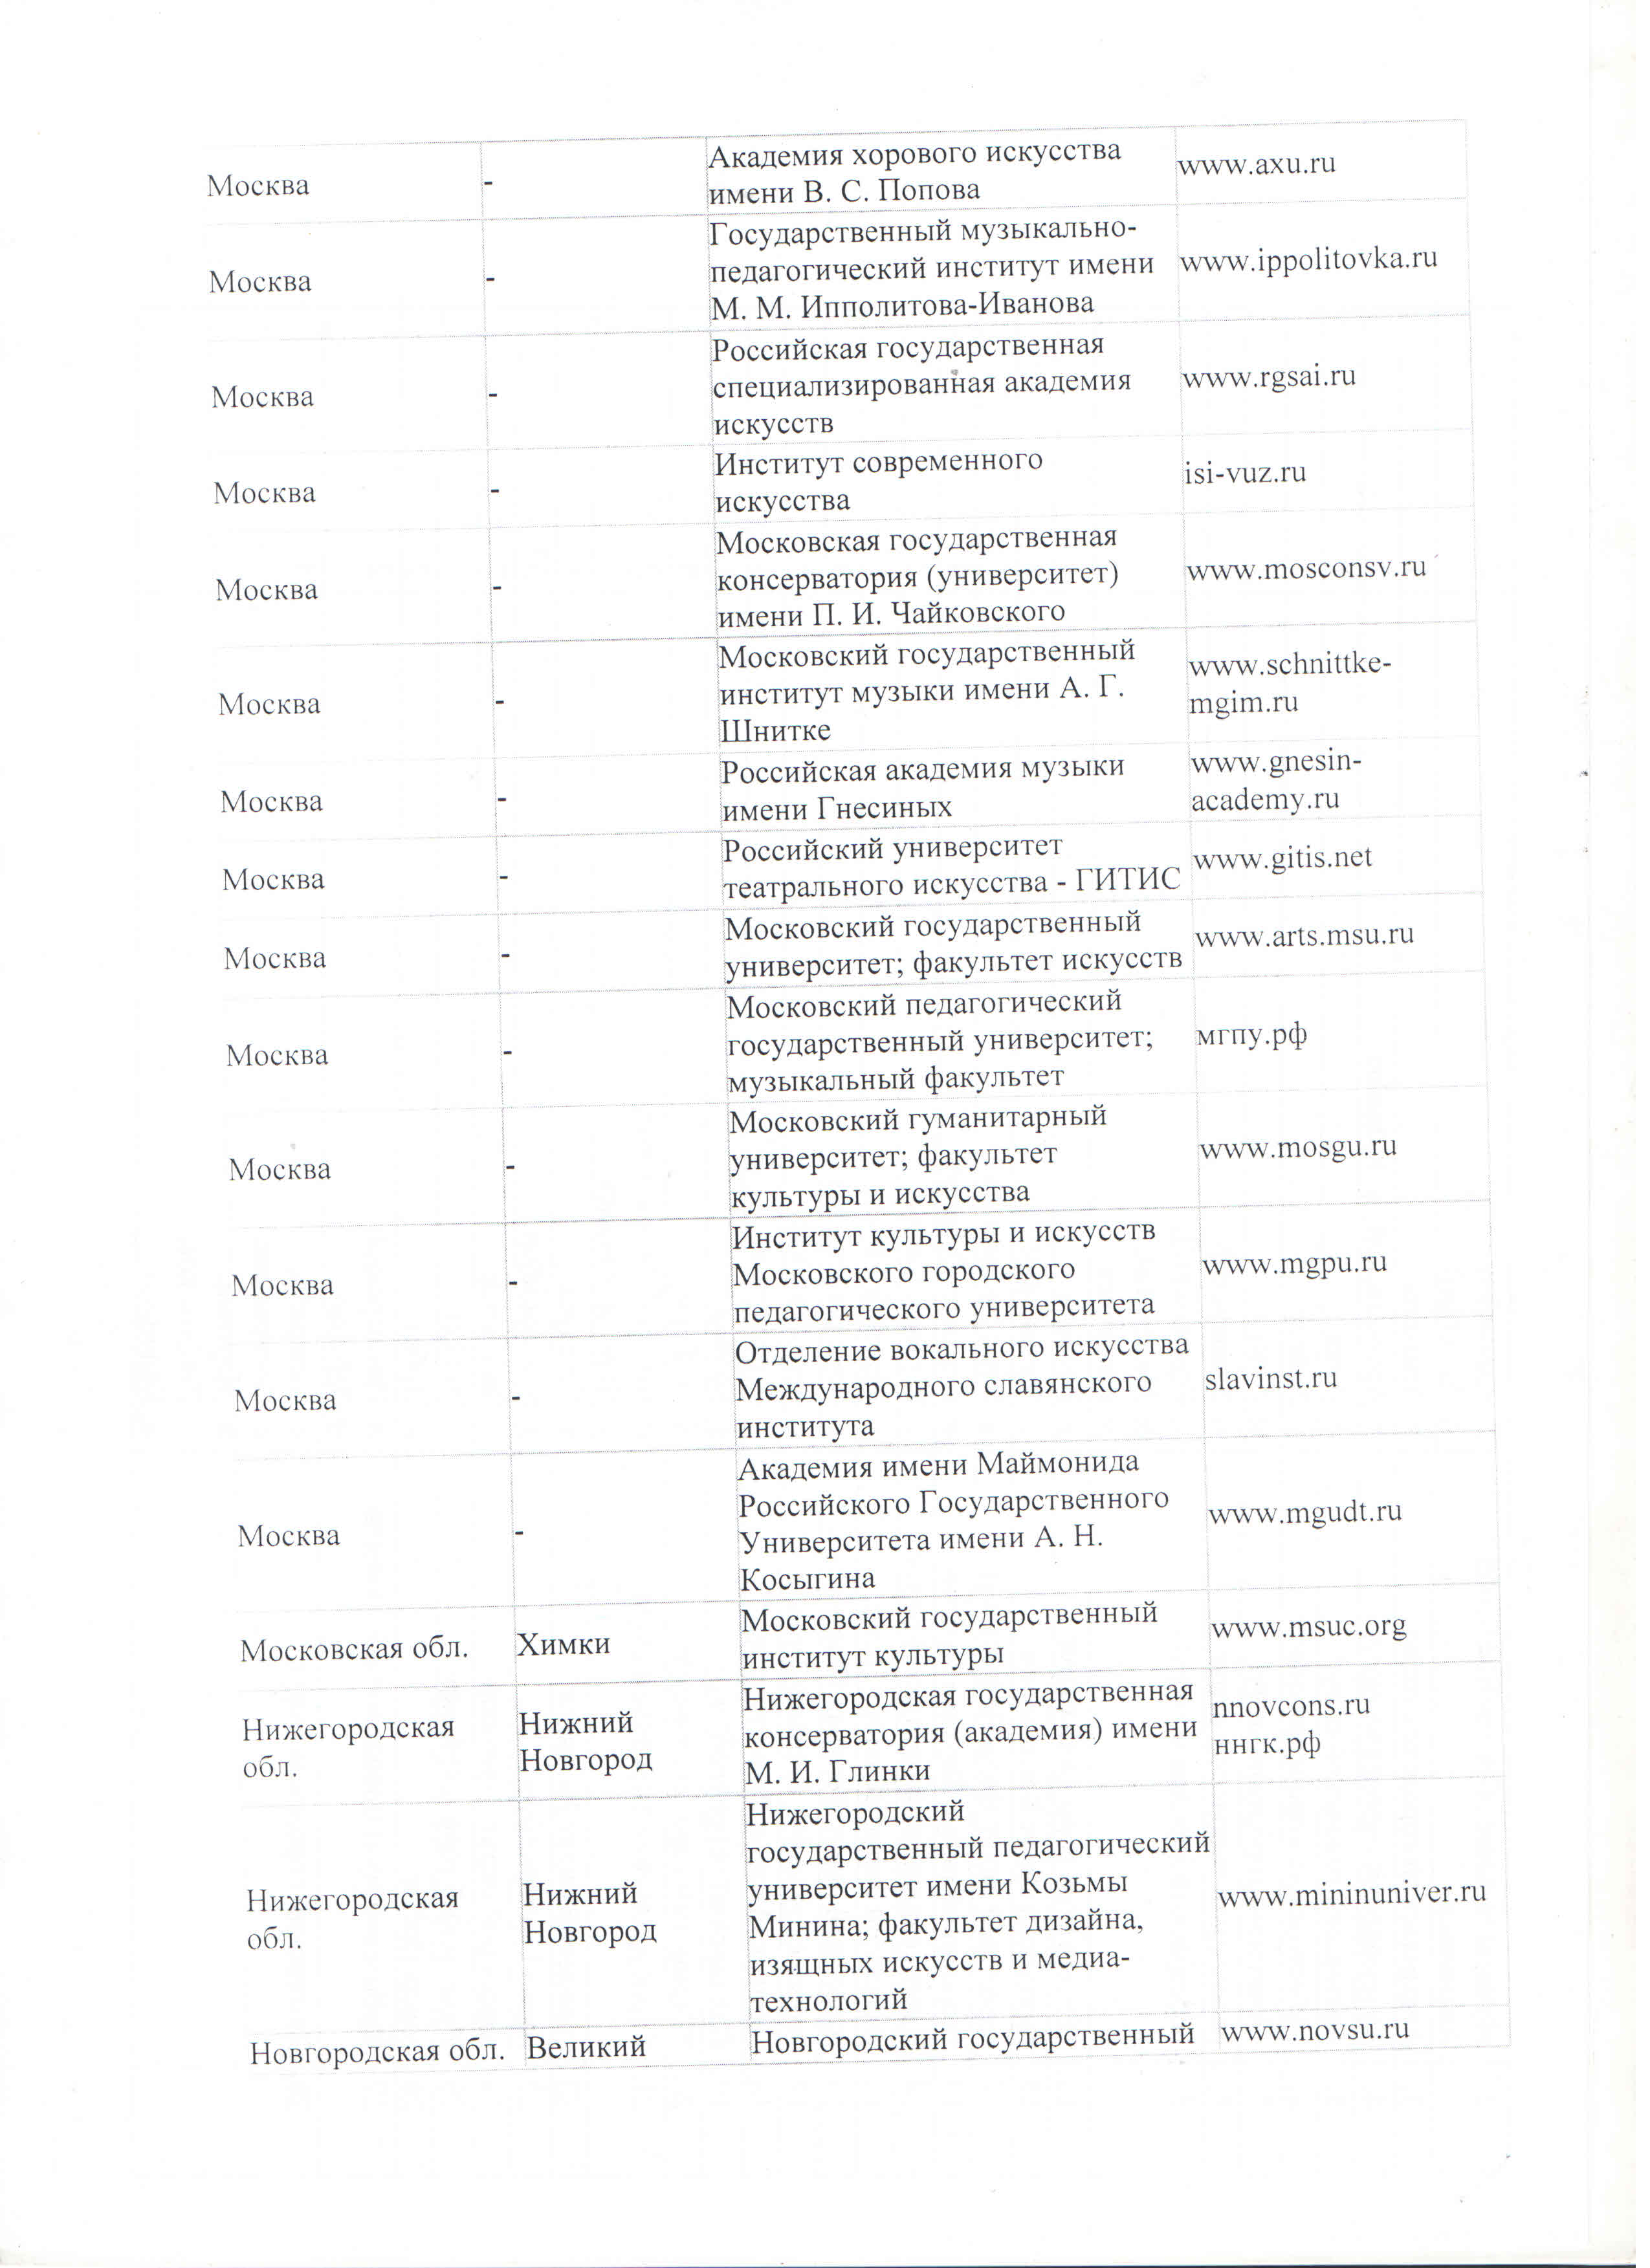 Москва - Академия хорового искусства www.axu.ru
имени В. С. Попова
Москва - Государственный музыкально-
педагогический институт имени www.ippolitovka.ru
М. М. Ипполитова-Иванова
Москва - Российская государственная
специализированная академия www.rgsai.ru
искусств
Москва - Институт современного isi-vuz.ru
искусства
Москва - Московская государственная
консерватория (университет) www.mosconsv.ru
имени П. И. Чайковского
Москва - Московский государственный www.schnittke-
институт музыки имени А. Г. mgim.ru
Шнитке
Москва - Российская академия музыки www.gnesin-
имени Гнесиных academy.ru
Москва - Российский университет www.gitis.net
театрального искусства - ГИТИС
Москва - Московский государственный www.arts.msu.ru
университет; факультет искусств
Москва - Московский педагогический
государственный университет; мгпу.рф
музыкальный факультет
Москва - Московский гуманитарный
университет; факультет www.mosgu.ru
культуры и искусства
Москва - Институт культуры и искусств
Московского городского www.mgpu.ru
педагогического университета
Москва - Отделение вокального искусства
Международного славянского slavinst.ru
института
Москва - Академия имени Маймонида
Российского Государственного www.mgudt.ru
Университета имени А. Н.
Косыгина
Московская обл. Химки Московский государственный www.msuc.org
институт культуры
Нижегородская Нижний Нижегородская государственная nnovcons.ru
обл. Новгород консерватория (академия) имени ннгк.рф
М. И. Глинки
Нижегородская Нижний Нижегородский
обл. Новгород государственный педагогический
университет имени Козьмы www.mininuniver.ru
Минина; факультет дизайна,
изящных искусств и медиа-
технологий
Новгородская обл. Великий Новгородский государственный www.novsu.ru